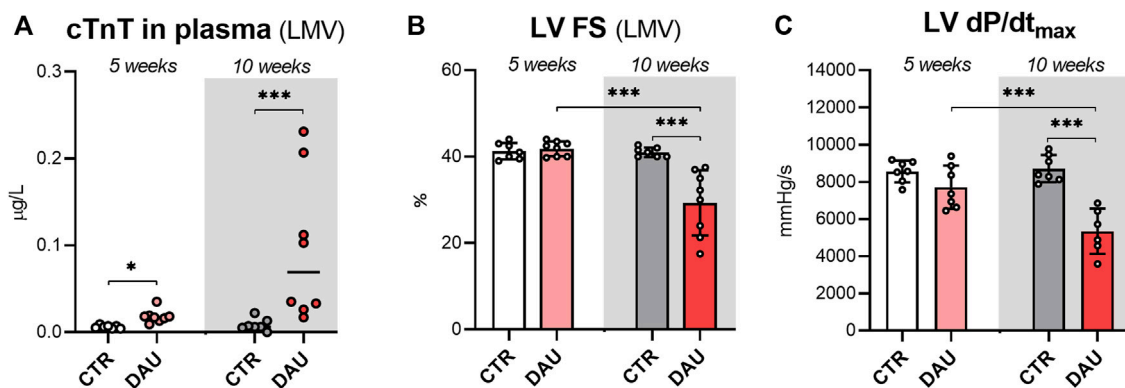 A cTnT in plasma (LMV)
5 weeks 10 weeks
0.3
0.2
0.1
0.0
µg/L
*
***
CTR DAU CTR DAU
B LV FS (LMV)
5 weeks 10 weeks
60
40
20
0
%
***
***
CTR DAU CTR DAU
C LV dP/dtmax
5 weeks 10 weeks
14000
12000
10000
8000
6000
4000
2000
0
mmHg/s
***
***
CTR DAU CTR DAU